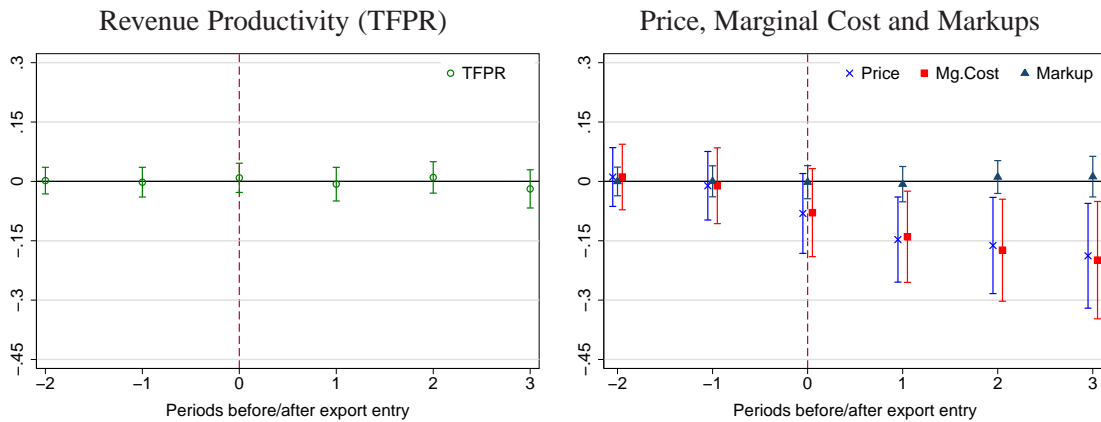 Revenue Productivity (TFPR)
TFPR
.3
.15
0
-.15
-.3
-.45
-2 -1 0 1 2 3
Periods before/after export entry
Price, Marginal Cost and Markups
Price Mg.Cost Markup
.3
.15
0
-.15
-.3
-.45
-2 -1 0 1 2 3
Periods before/after export entry